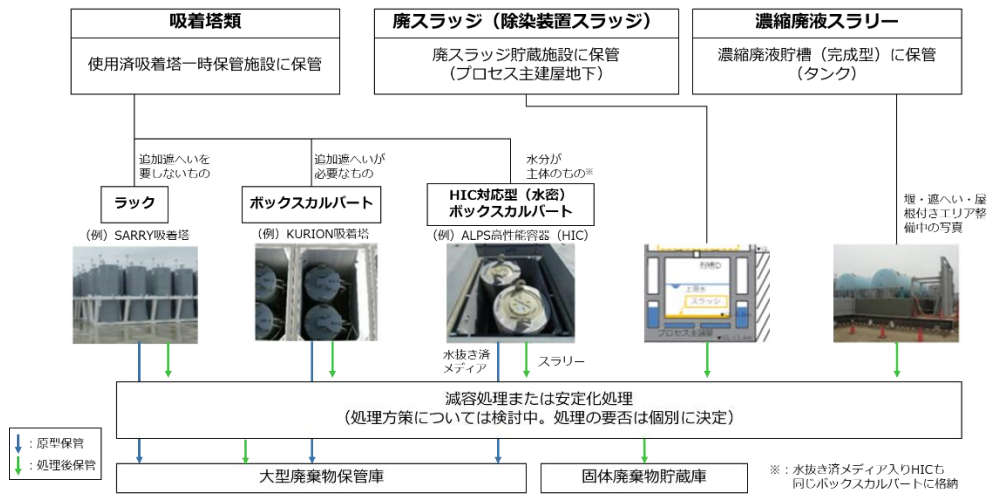 吸着塔類
使用済吸着塔一時保管施設に保管
廃スラッジ（除染装置スラッジ）
廃スラッジ貯蔵施設に保管
（プロセス主建屋地下）
濃縮廃液スラリー
濃縮廃液貯槽（完成型）に保管
（タンク）
追加遮へいを
要しないもの
追加遮へいが
必要なもの
水分が
主体のもの※
ラック
ボックスカルバート
HIC対応型（水密）
ボックスカルバート
堰・遮へい・屋
根付きエリア整
備中の写真
（例）SARRY吸着塔
（例）KURION吸着塔
（例）ALPS高性能容器（HIC）
上澄水
スラッジ
プロセス主建屋
水抜き済
メディア
スラリー
減容処理または安定化処理
（処理方策については検討中。処理の要否は個別に決定）
：原型保管
：処理後保管
大型廃棄物保管庫
固体廃棄物貯蔵庫
※：水抜き済メディア入りHICも
同じボックスカルバートに格納